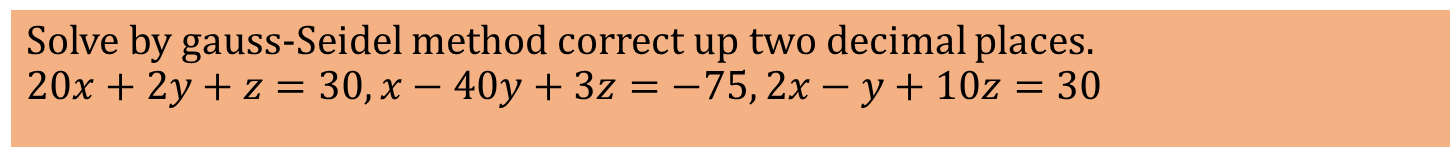 Solve by gauss-Seidel method correct up two decimal places.
20x + 2y + z = 30, x − 40y + 3z = −75, 2x − y + 10z = 30